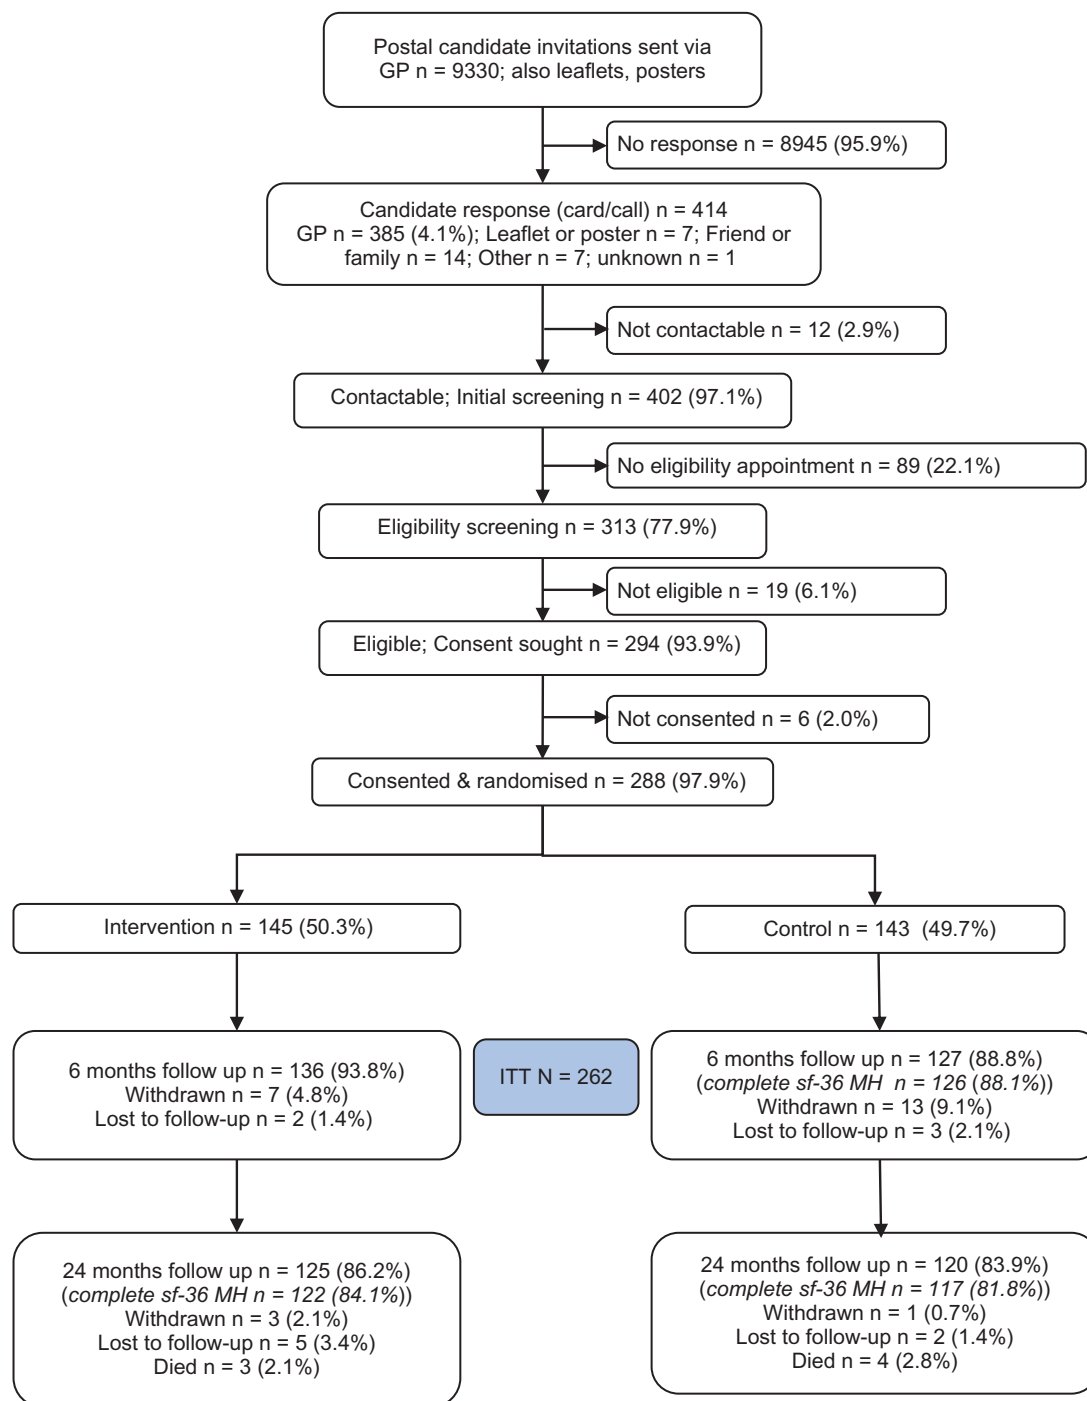 Postal candidate invitations sent via
GP n = 9330; also leaflets, posters
No response n = 8945 (95.9%)
Candidate response (card/call) n = 414
GP n = 385 (4.1%); Leaflet or poster n = 7; Friend or
family n = 14; Other n = 7; unknown n = 1
Not contactable n = 12 (2.9%)
Contactable; Initial screening n = 402 (97.1%)
No eligibility appointment n = 89 (22.1%)
Eligibility screening n = 313 (77.9%)
Not eligible n = 19 (6.1%)
Eligible; Consent sought n = 294 (93.9%)
Not consented n = 6 (2.0%)
Consented & randomised n = 288 (97.9%)
Intervention n = 145 (50.3%)
Control n = 143 (49.7%)
6 months follow up n = 136 (93.8%)
Withdrawn n = 7 (4.8%)
Lost to follow-up n = 2 (1.4%)
ITT N = 262
6 months follow up n = 127 (88.8%)
(complete sf-36 MH n = 126 (88.1%))
Withdrawn n = 13 (9.1%)
Lost to follow-up n = 3 (2.1%)
24 months follow up n = 125 (86.2%)
(complete sf-36 MH n = 122 (84.1%))
Withdrawn n = 3 (2.1%)
Lost to follow-up n = 5 (3.4%)
Died n = 3 (2.1%)
24 months follow up n = 120 (83.9%)
(complete sf-36 MH n = 117 (81.8%))
Withdrawn n = 1 (0.7%)
Lost to follow-up n = 2 (1.4%)
Died n = 4 (2.8%)